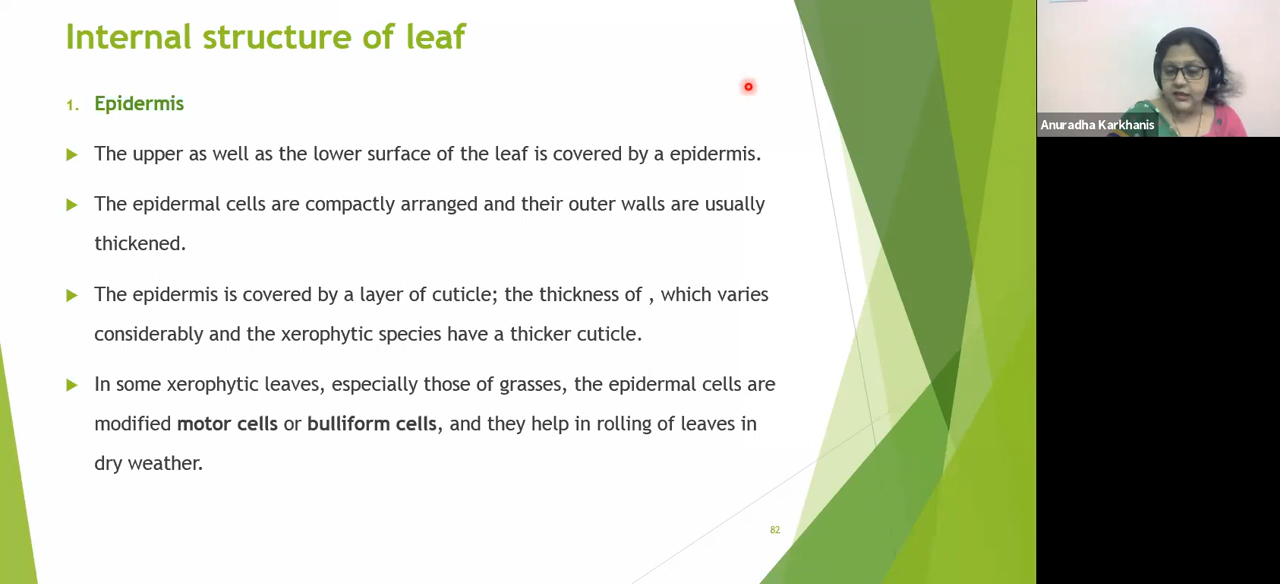 Internal structure of leaf
1. Epidermis
The upper as well as the lower surface of the leaf is covered by a epidermis.
The epidermal cells are compactly arranged and their outer walls are usually
thickened.
The epidermis is covered by a layer of cuticle; the thickness of , which varies
considerably and the xerophytic species have a thicker cuticle.
In some xerophytic leaves, especially those of grasses, the epidermal cells are
modified motor cells or bulliform cells, and they help in rolling of leaves in
dry weather.
82
Anuradha Karkhanis